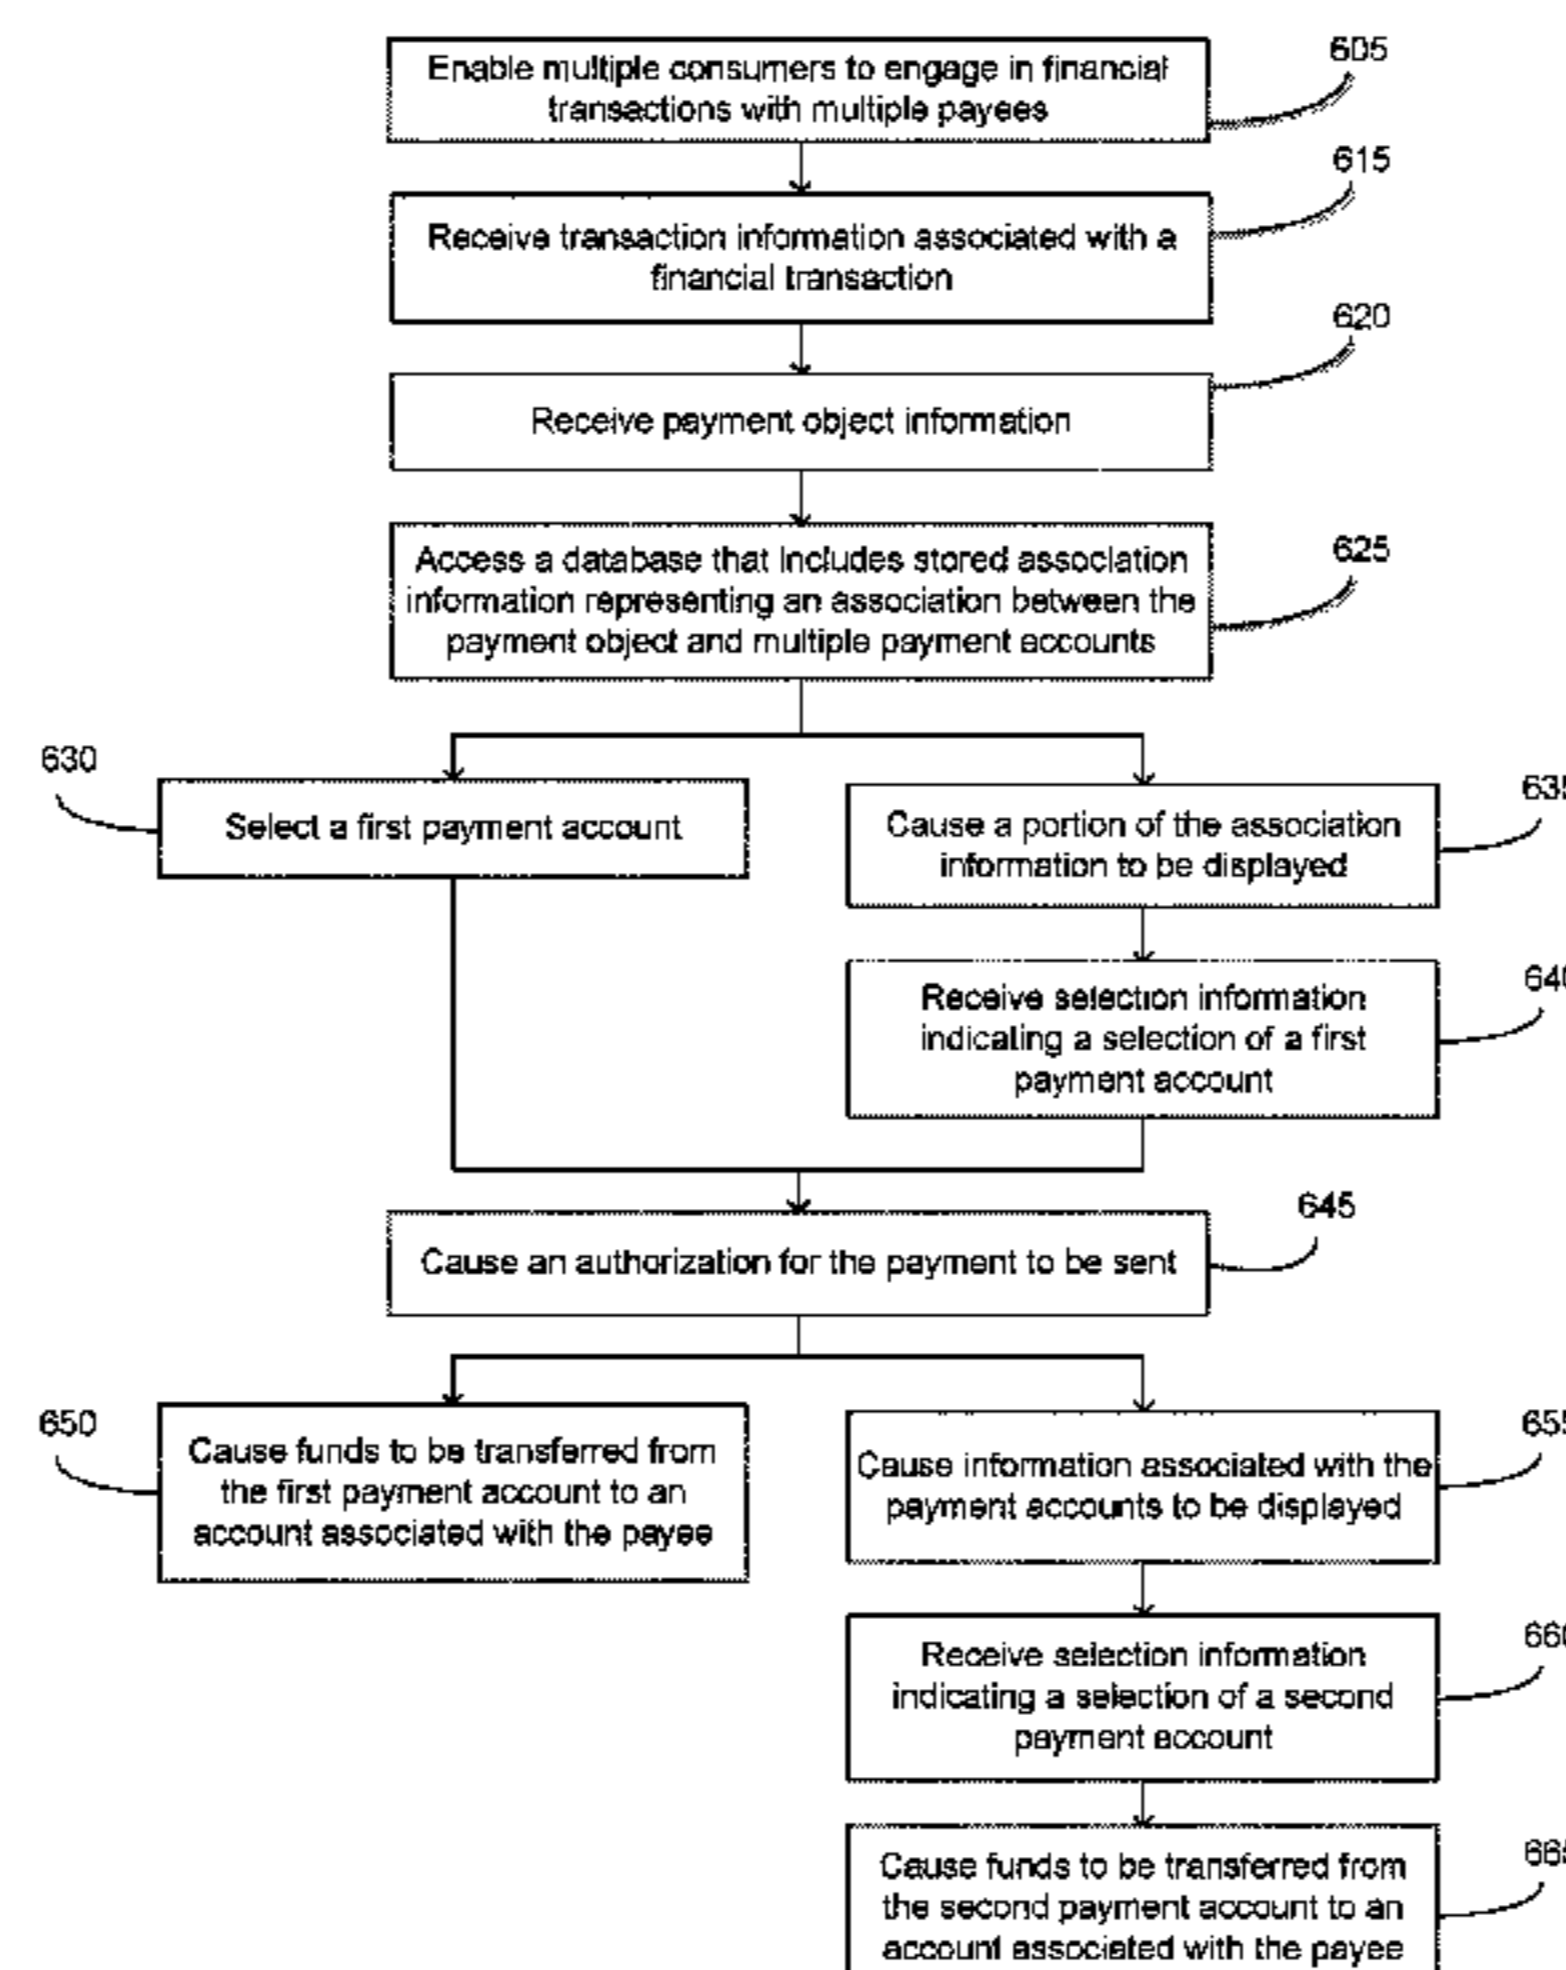 605
Enable multiple consumers to engage in financial
transactions with multiple payees
615
Receive transaction information associated with a
financial transaction
620
Receive payment object information
625
Access a database that includes stored association
information representing an association between the
payment object and multiple payment accounts
630
Select a first payment account
635
Cause a portion of the association
information to be displayed
640
Receive selection information
indicating a selection of a first
payment account
645
Cause an authorization for the payment to be sent
650
Cause funds to be transferred from
the first payment account to an
account associated with the payee
655
Cause information associated with the
payment accounts to be displayed
660
Receive selection information
indicating a selection of a second
payment account
665
Cause funds to be transferred from
the second payment account to an
account associated with the payee